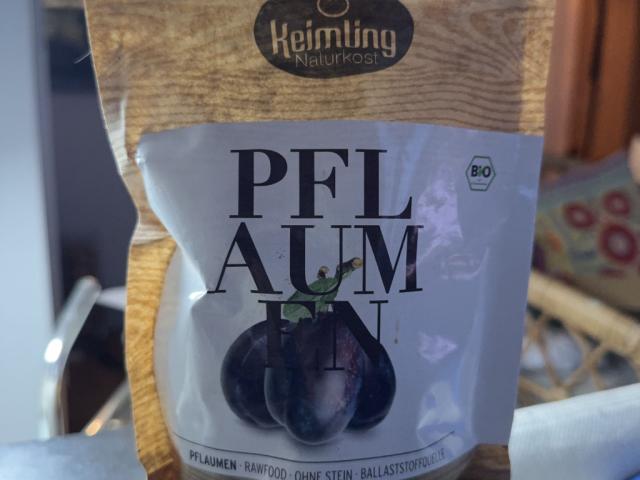 Keimling
Naturkost
PFL
BIO
AUM
EN
PFLAUMEN · RAWFOOD · OHNE STEIN · BALLASTSTOFFQUELLE